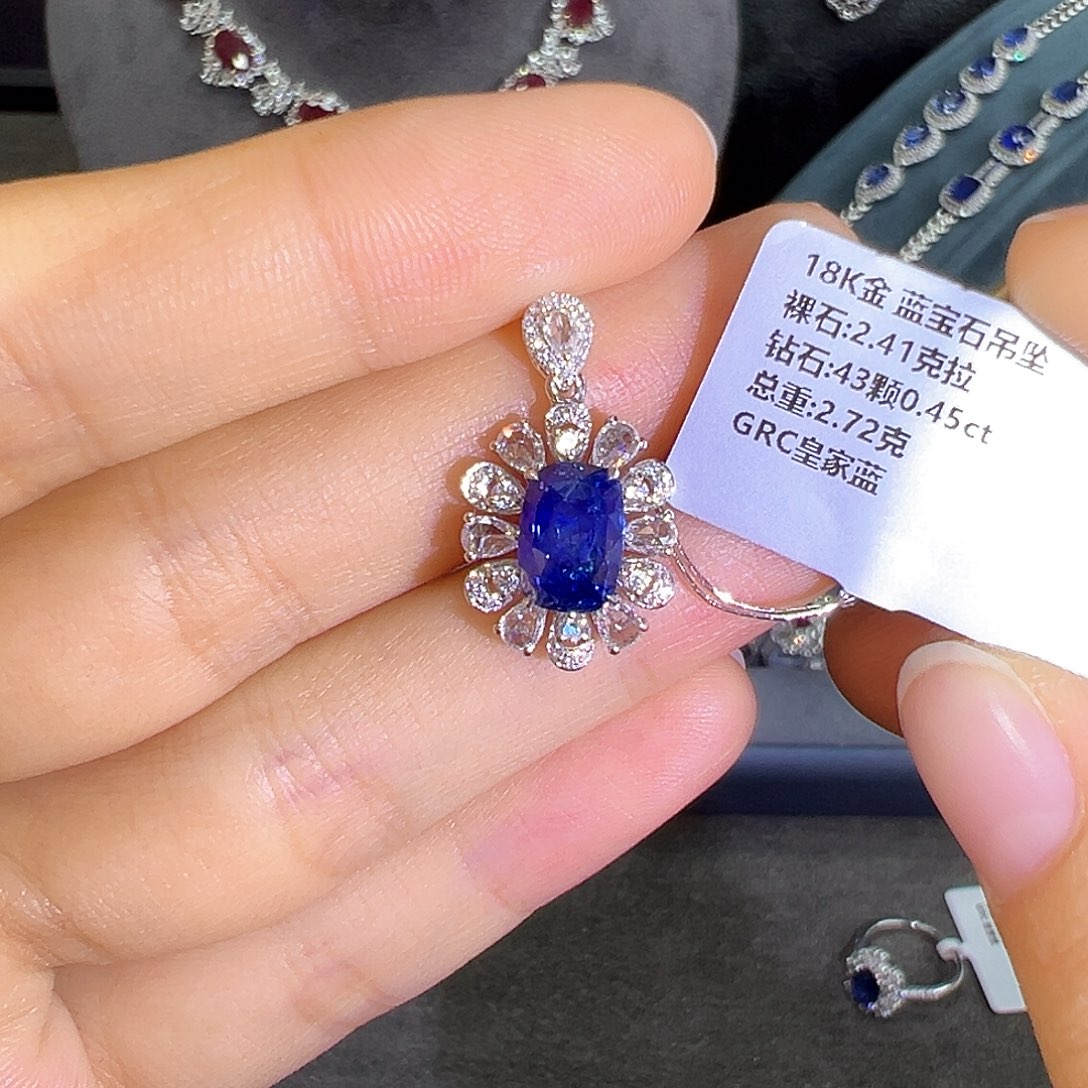 18K金 蓝宝石吊坠
裸石:2.41克拉
钻石:43颗0.45ct
总重:2.72克
GRC皇家蓝